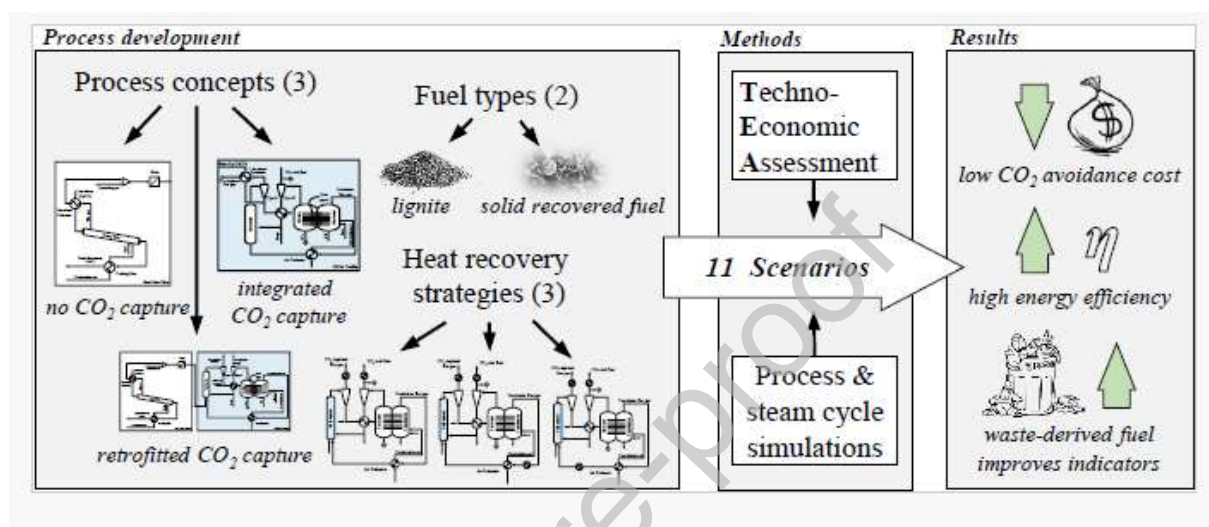 Process development
Process concepts (3)
no CO2 capture
integrated
CO2 capture
retrofitted CO2 capture
Fuel types (2)
lignite
solid recovered fuel
Heat recovery
strategies (3)
Methods
Techno-
Economic
Assessment
11 Scenarios
Process &
steam cycle
simulations
Results
$
low CO2 avoidance cost
η
high energy efficiency
waste-derived fuel
improves indicators
re-proof